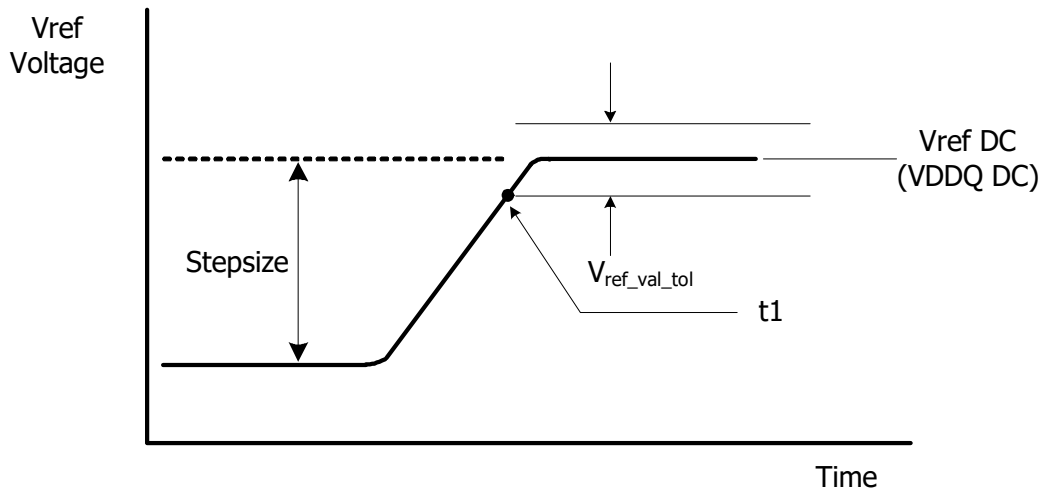 Vref
Voltage
Vref DC
(VDDQ DC)
Stepsize
Vref_val_tol
t1
Time